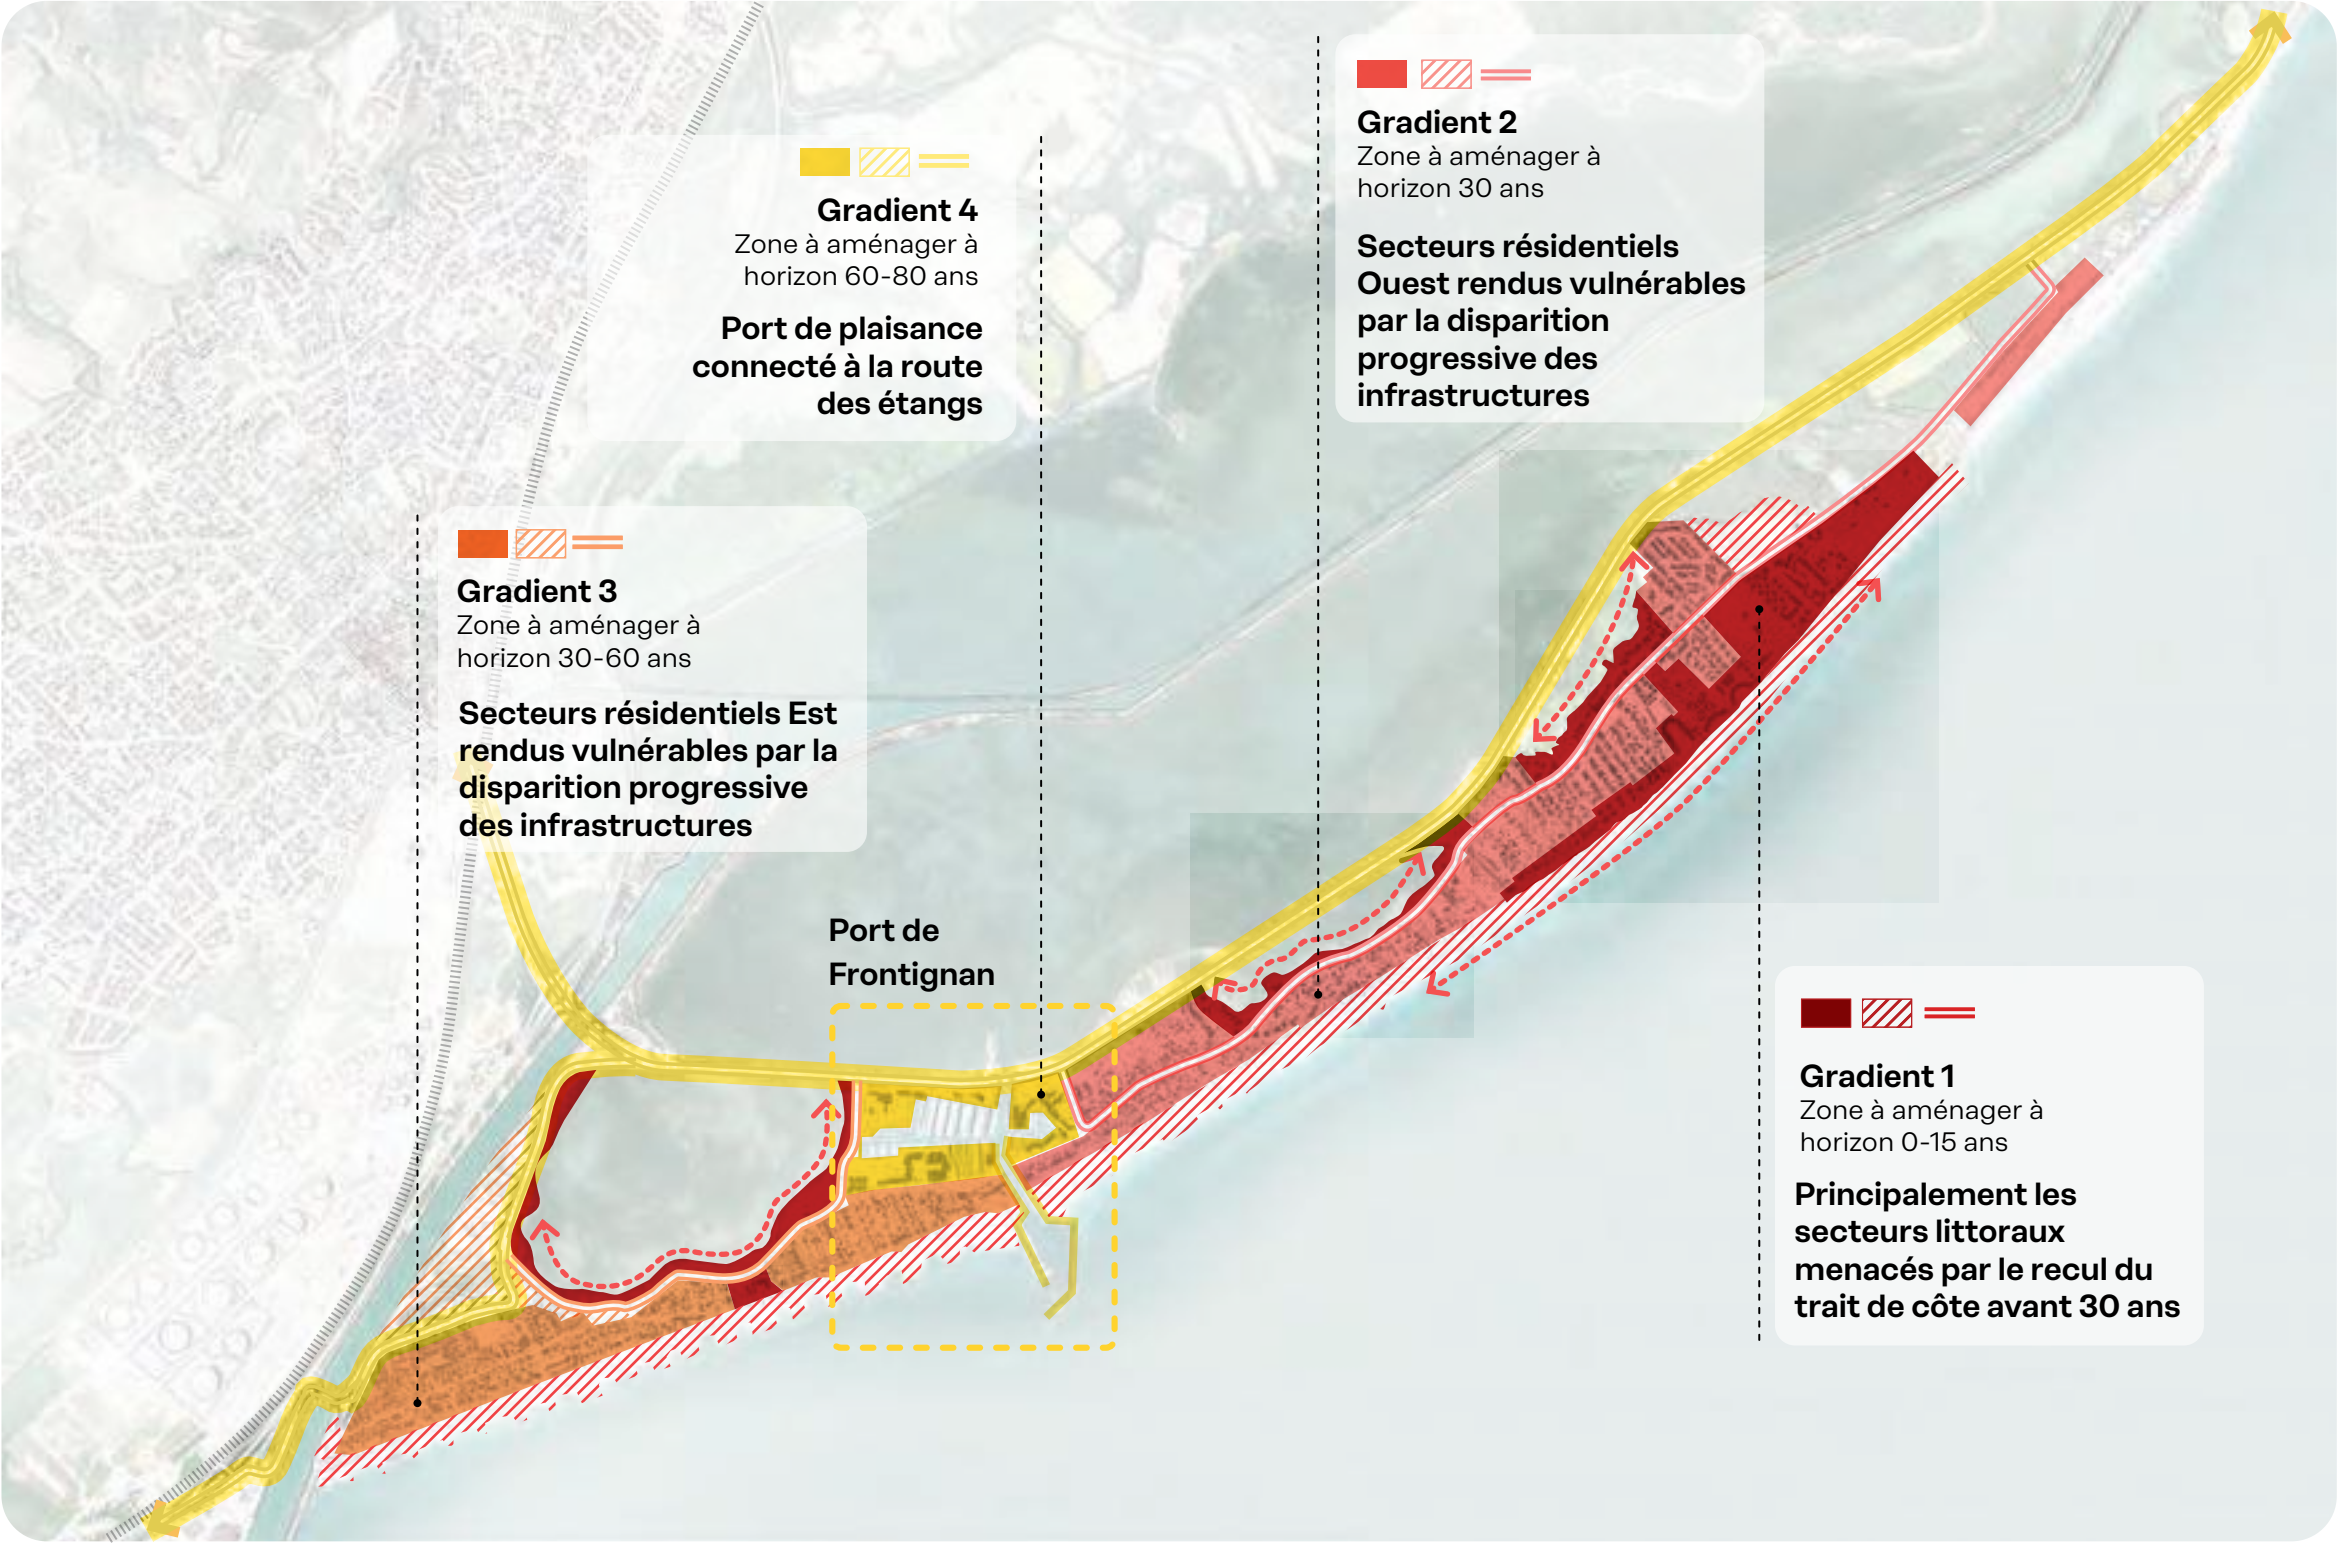 Gradient 4
Zone à aménager à
horizon 60-80 ans
Port de plaisance
connecté à la route
des étangs
Gradient 2
Zone à aménager à
horizon 30 ans
Secteurs résidentiels
Ouest rendus vulnérables
par la disparition
progressive des
infrastructures
Gradient 3
Zone à aménager à
horizon 30-60 ans
Secteurs résidentiels Est
rendus vulnérables par la
disparition progressive
des infrastructures
Port de
Frontignan
Gradient 1
Zone à aménager à
horizon 0-15 ans
Principalement les
secteurs littoraux
menacés par le recul du
trait de côte avant 30 ans